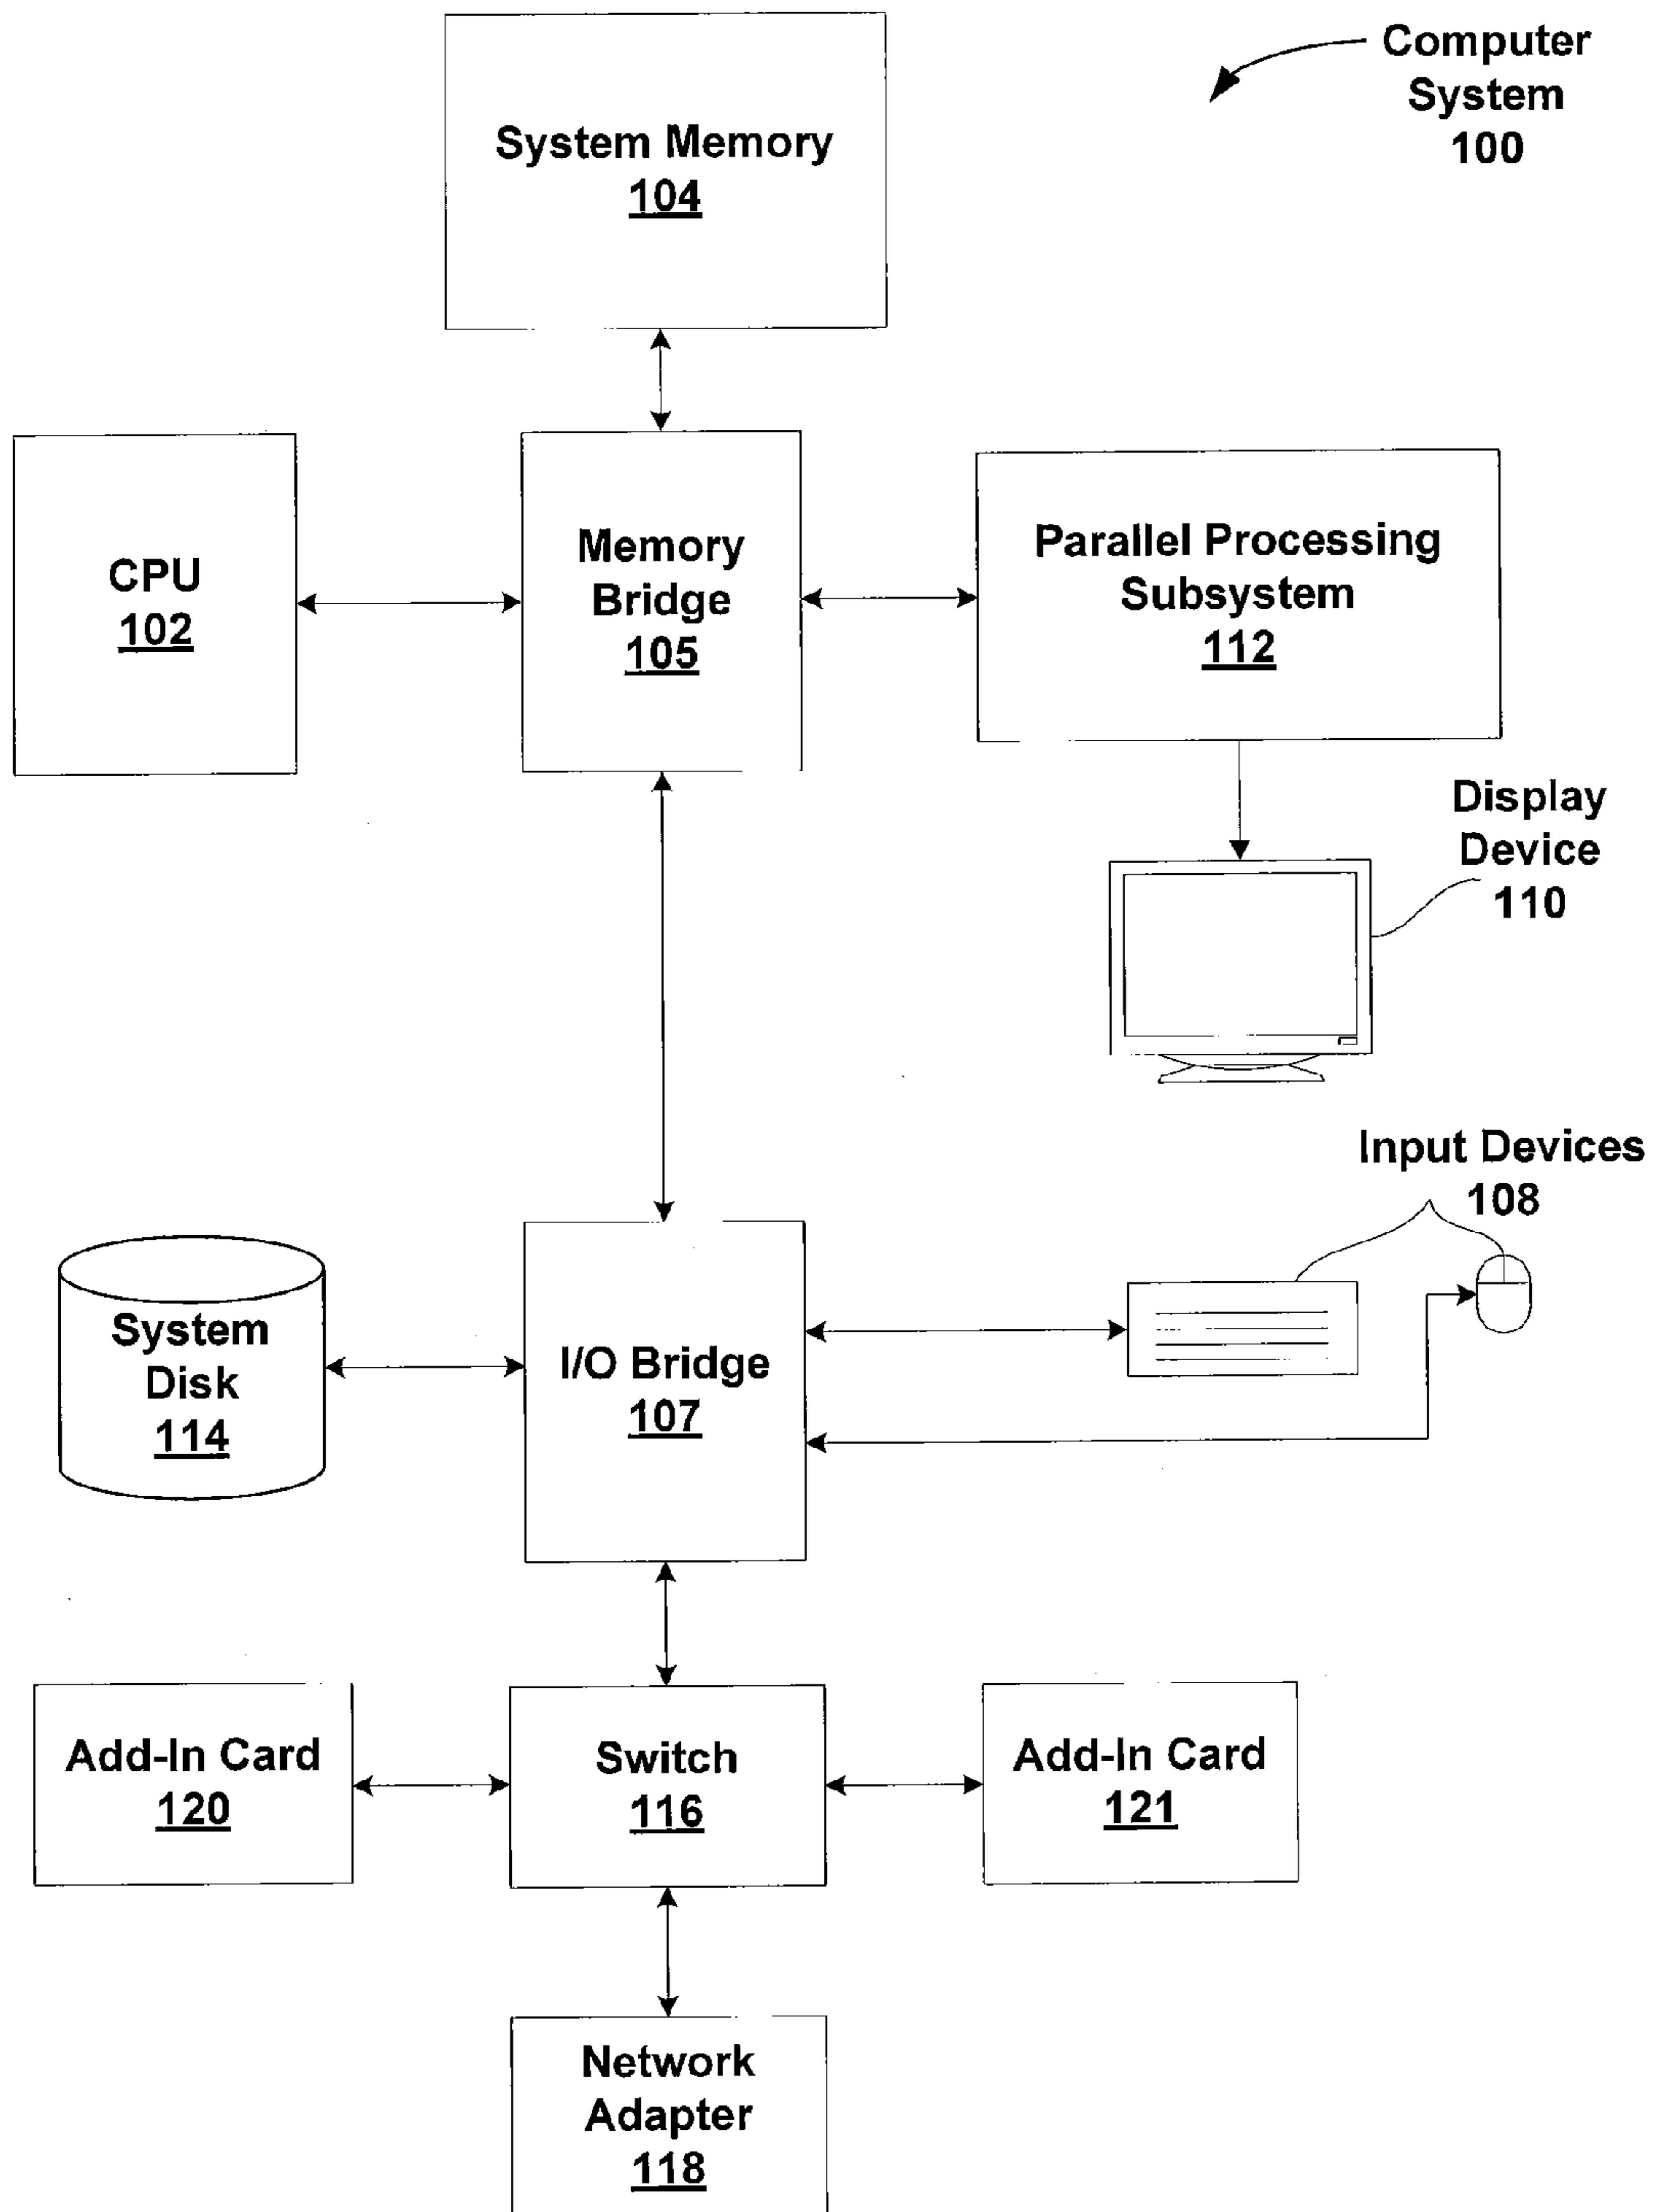 Computer
System
100
System Memory
104
CPU
102
Memory
Bridge
105
Parallel Processing
Subsystem
112
Display
Device
110
Input Devices
108
System
Disk
114
I/O Bridge
107
Add-In Card
120
Switch
116
Add-In Card
121
Network
Adapter
118